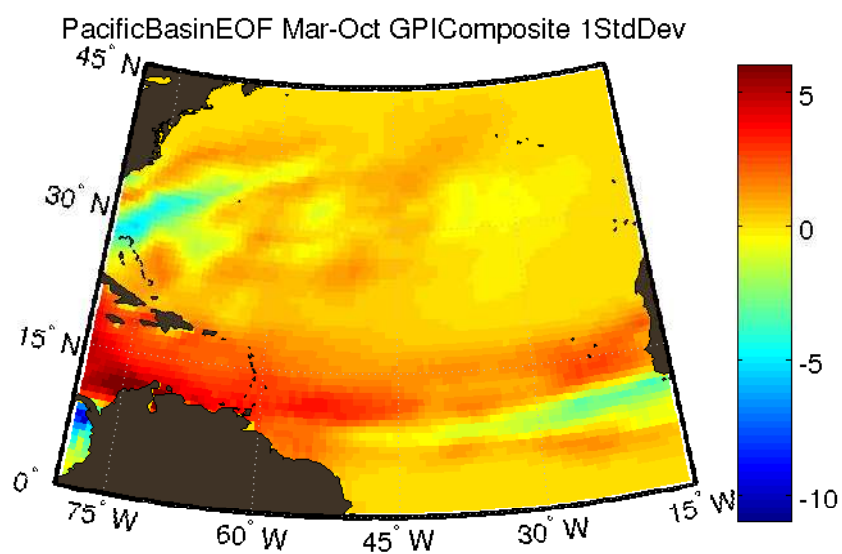 PacificBasinEOF Mar-Oct GPIComposite 1StdDev
45° N
30° N
15° N
0°
75° W
60° W
45° W
30° W
15° W
5
0
-5
-10